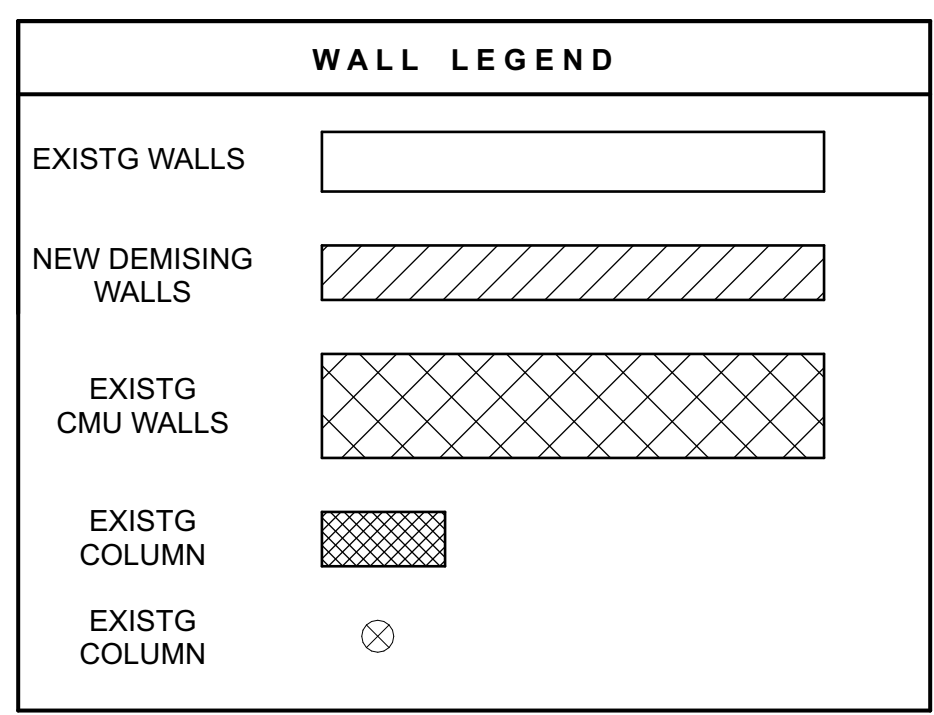 WALL LEGEND
EXISTG WALLS
NEW DEMISING
WALLS
EXISTG
CMU WALLS
EXISTG
COLUMN
EXISTG
COLUMN